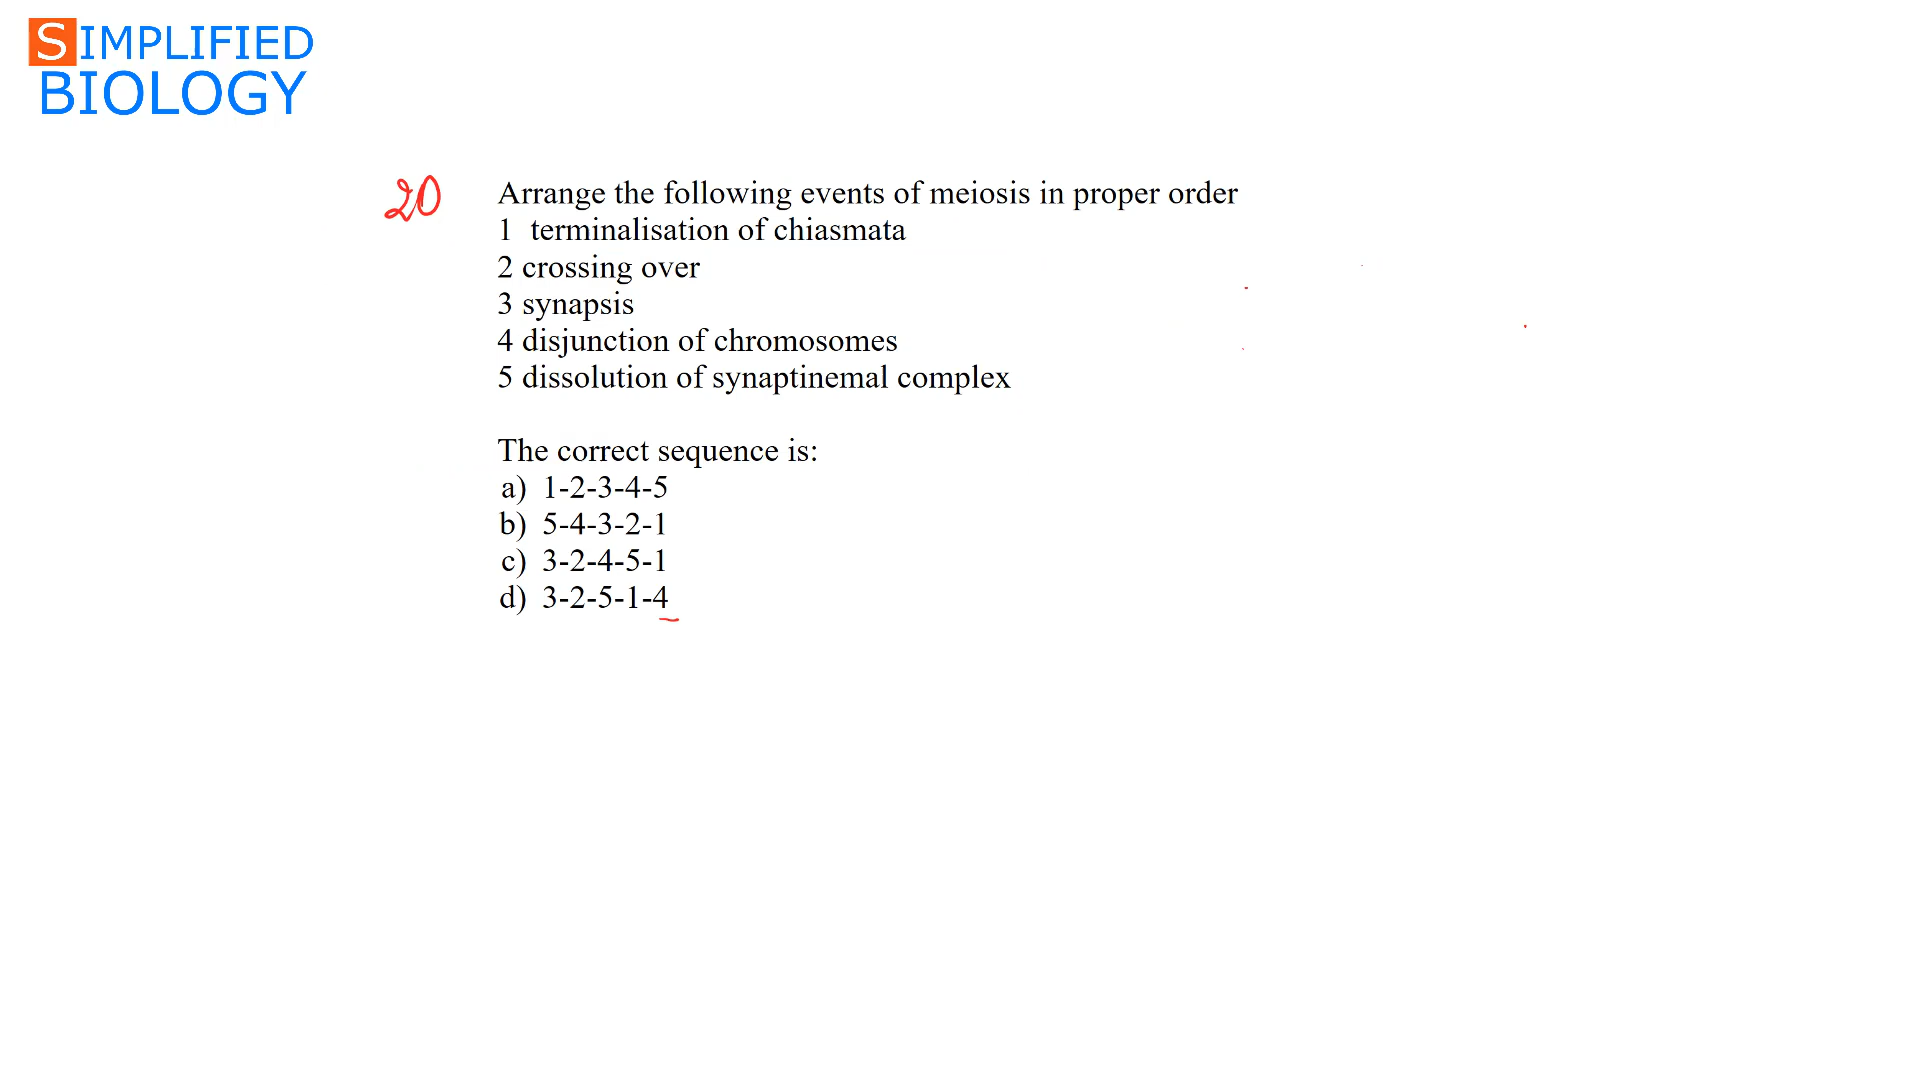 SIMPLIFIED
BIOLOGY
20
Arrange the following events of meiosis in proper order
1 terminalisation of chiasmata
2 crossing over
3 synapsis
4 disjunction of chromosomes
5 dissolution of synaptinemal complex
The correct sequence is:
a) 1-2-3-4-5
b) 5-4-3-2-1
c) 3-2-4-5-1
d) 3-2-5-1-4